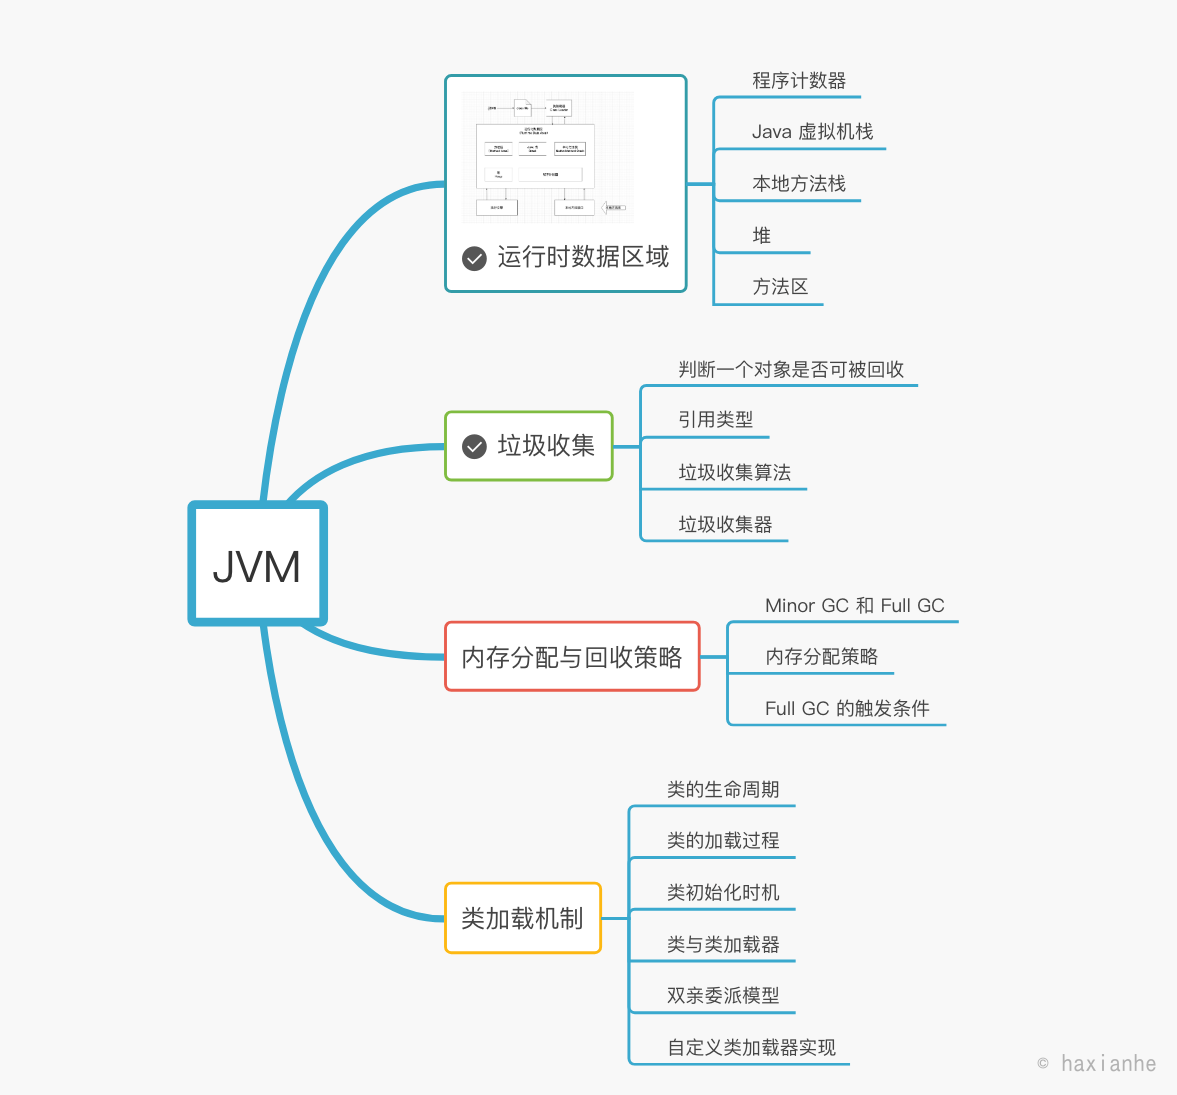 JVM
运行时数据区域
程序计数器
Java 虚拟机栈
本地方法栈
堆
方法区
垃圾收集
判断一个对象是否可被回收
引用类型
垃圾收集算法
垃圾收集器
内存分配与回收策略
Minor GC 和 Full GC
内存分配策略
Full GC 的触发条件
类加载机制
类的生命周期
类的加载过程
类初始化时机
类与类加载器
双亲委派模型
自定义类加载器实现
© haxianhe